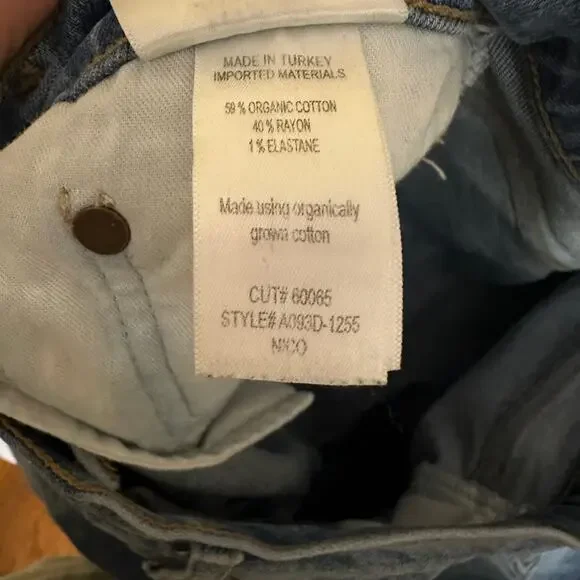 MADE IN TURKEY
IMPORTED MATERIALS
59% ORGANIC COTTON
40% RAYON
1% ELASTANE
Made using organically
grown cotton
CUT# 60065
STYLE# A093D-1255
NICO